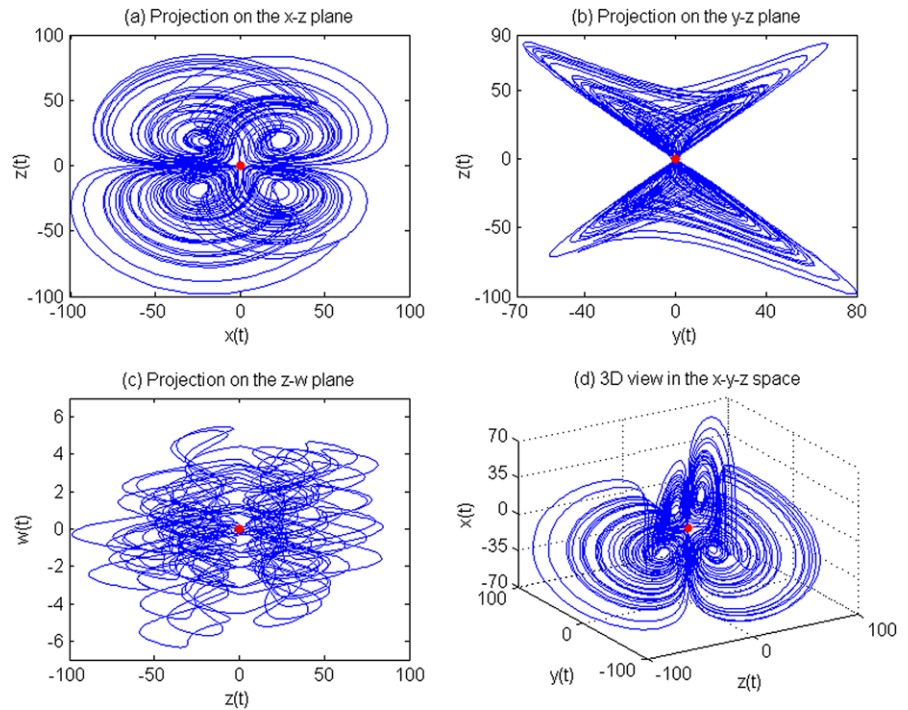 (a) Projection on the x-z plane
100
50
0
-50
-100
z(t)
-100 -50 0 50 100
x(t)
(b) Projection on the y-z plane
90
50
0
-50
-100
z(t)
-70 -40 0 40 80
y(t)
(c) Projection on the z-w plane
6
4
2
0
-2
-4
-6
w(t)
-100 -50 0 50 100
z(t)
(d) 3D view in the x-y-z space
70
35
0
-35
-70
x(t)
100
0
-100
y(t)
-100
0
100
z(t)